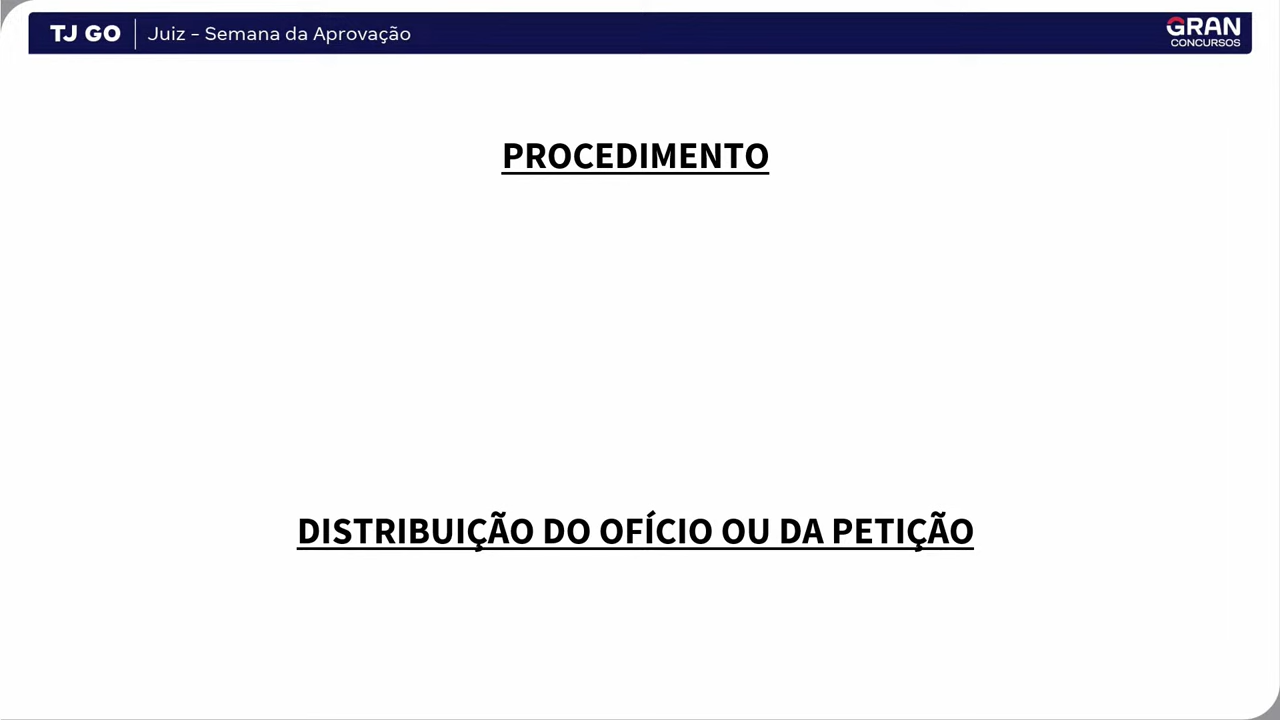 TJ GO | Juiz – Semana da Aprovação
GRAN
CONCURSOS
PROCEDIMENTO
DISTRIBUIÇÃO DO OFÍCIO OU DA PETIÇÃO